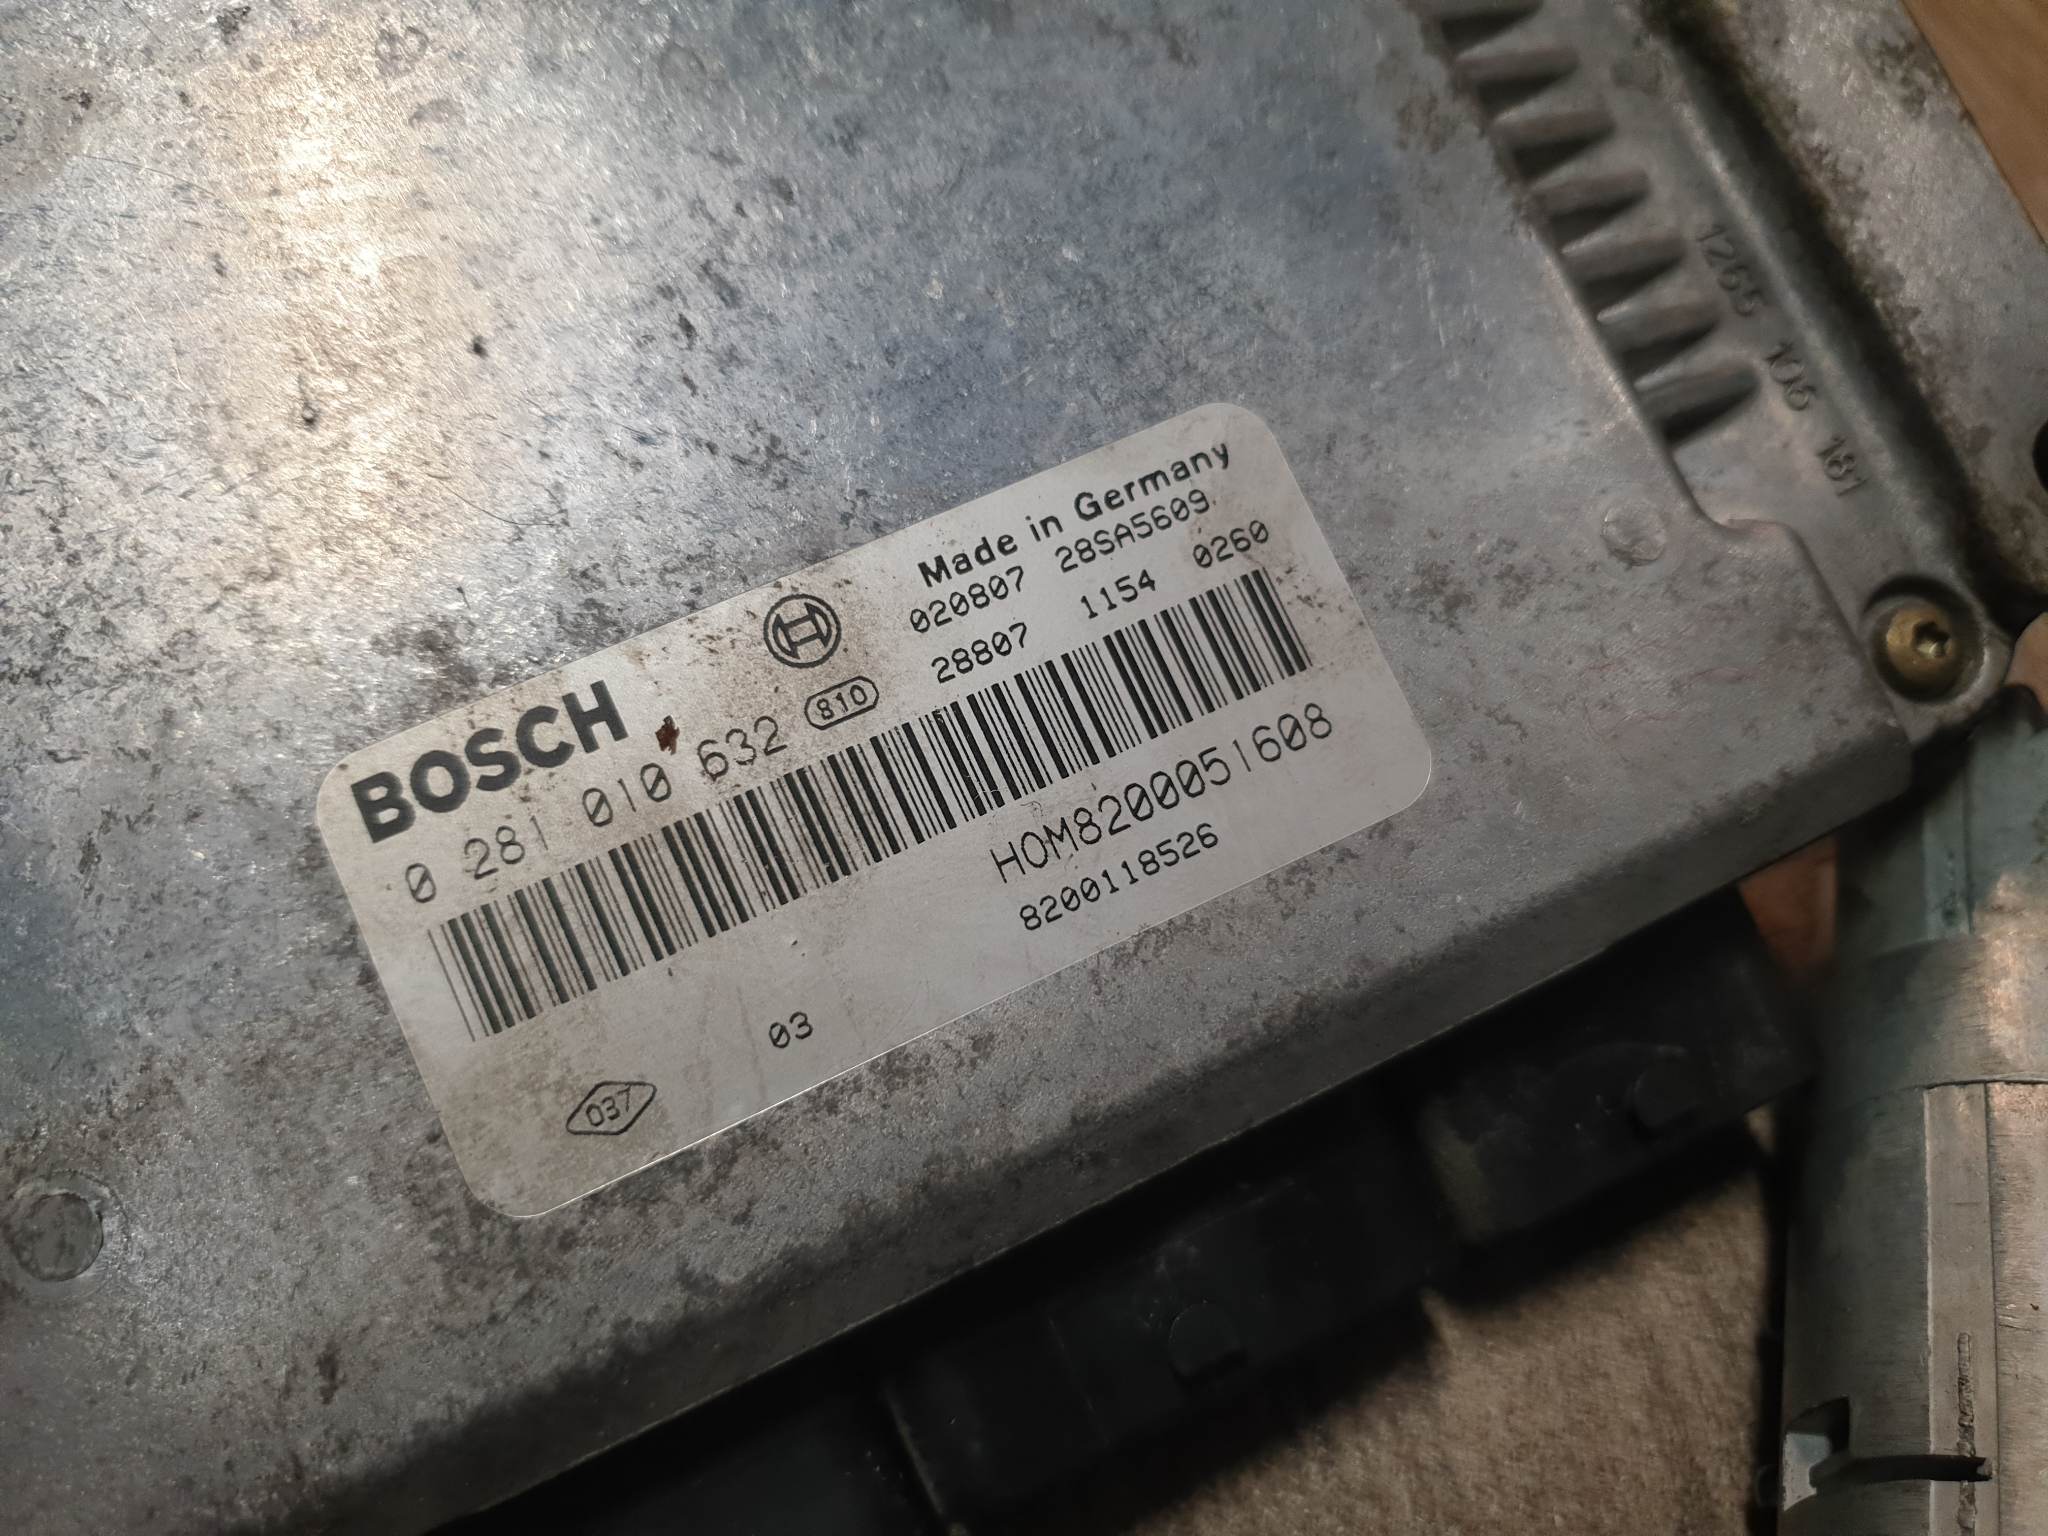 1265 106 181
Made in Germany
020807 28SA5609
28807 1154 0260
BOSCH
0 281 010 632 810
HOM8200051608
8200118526
03
037